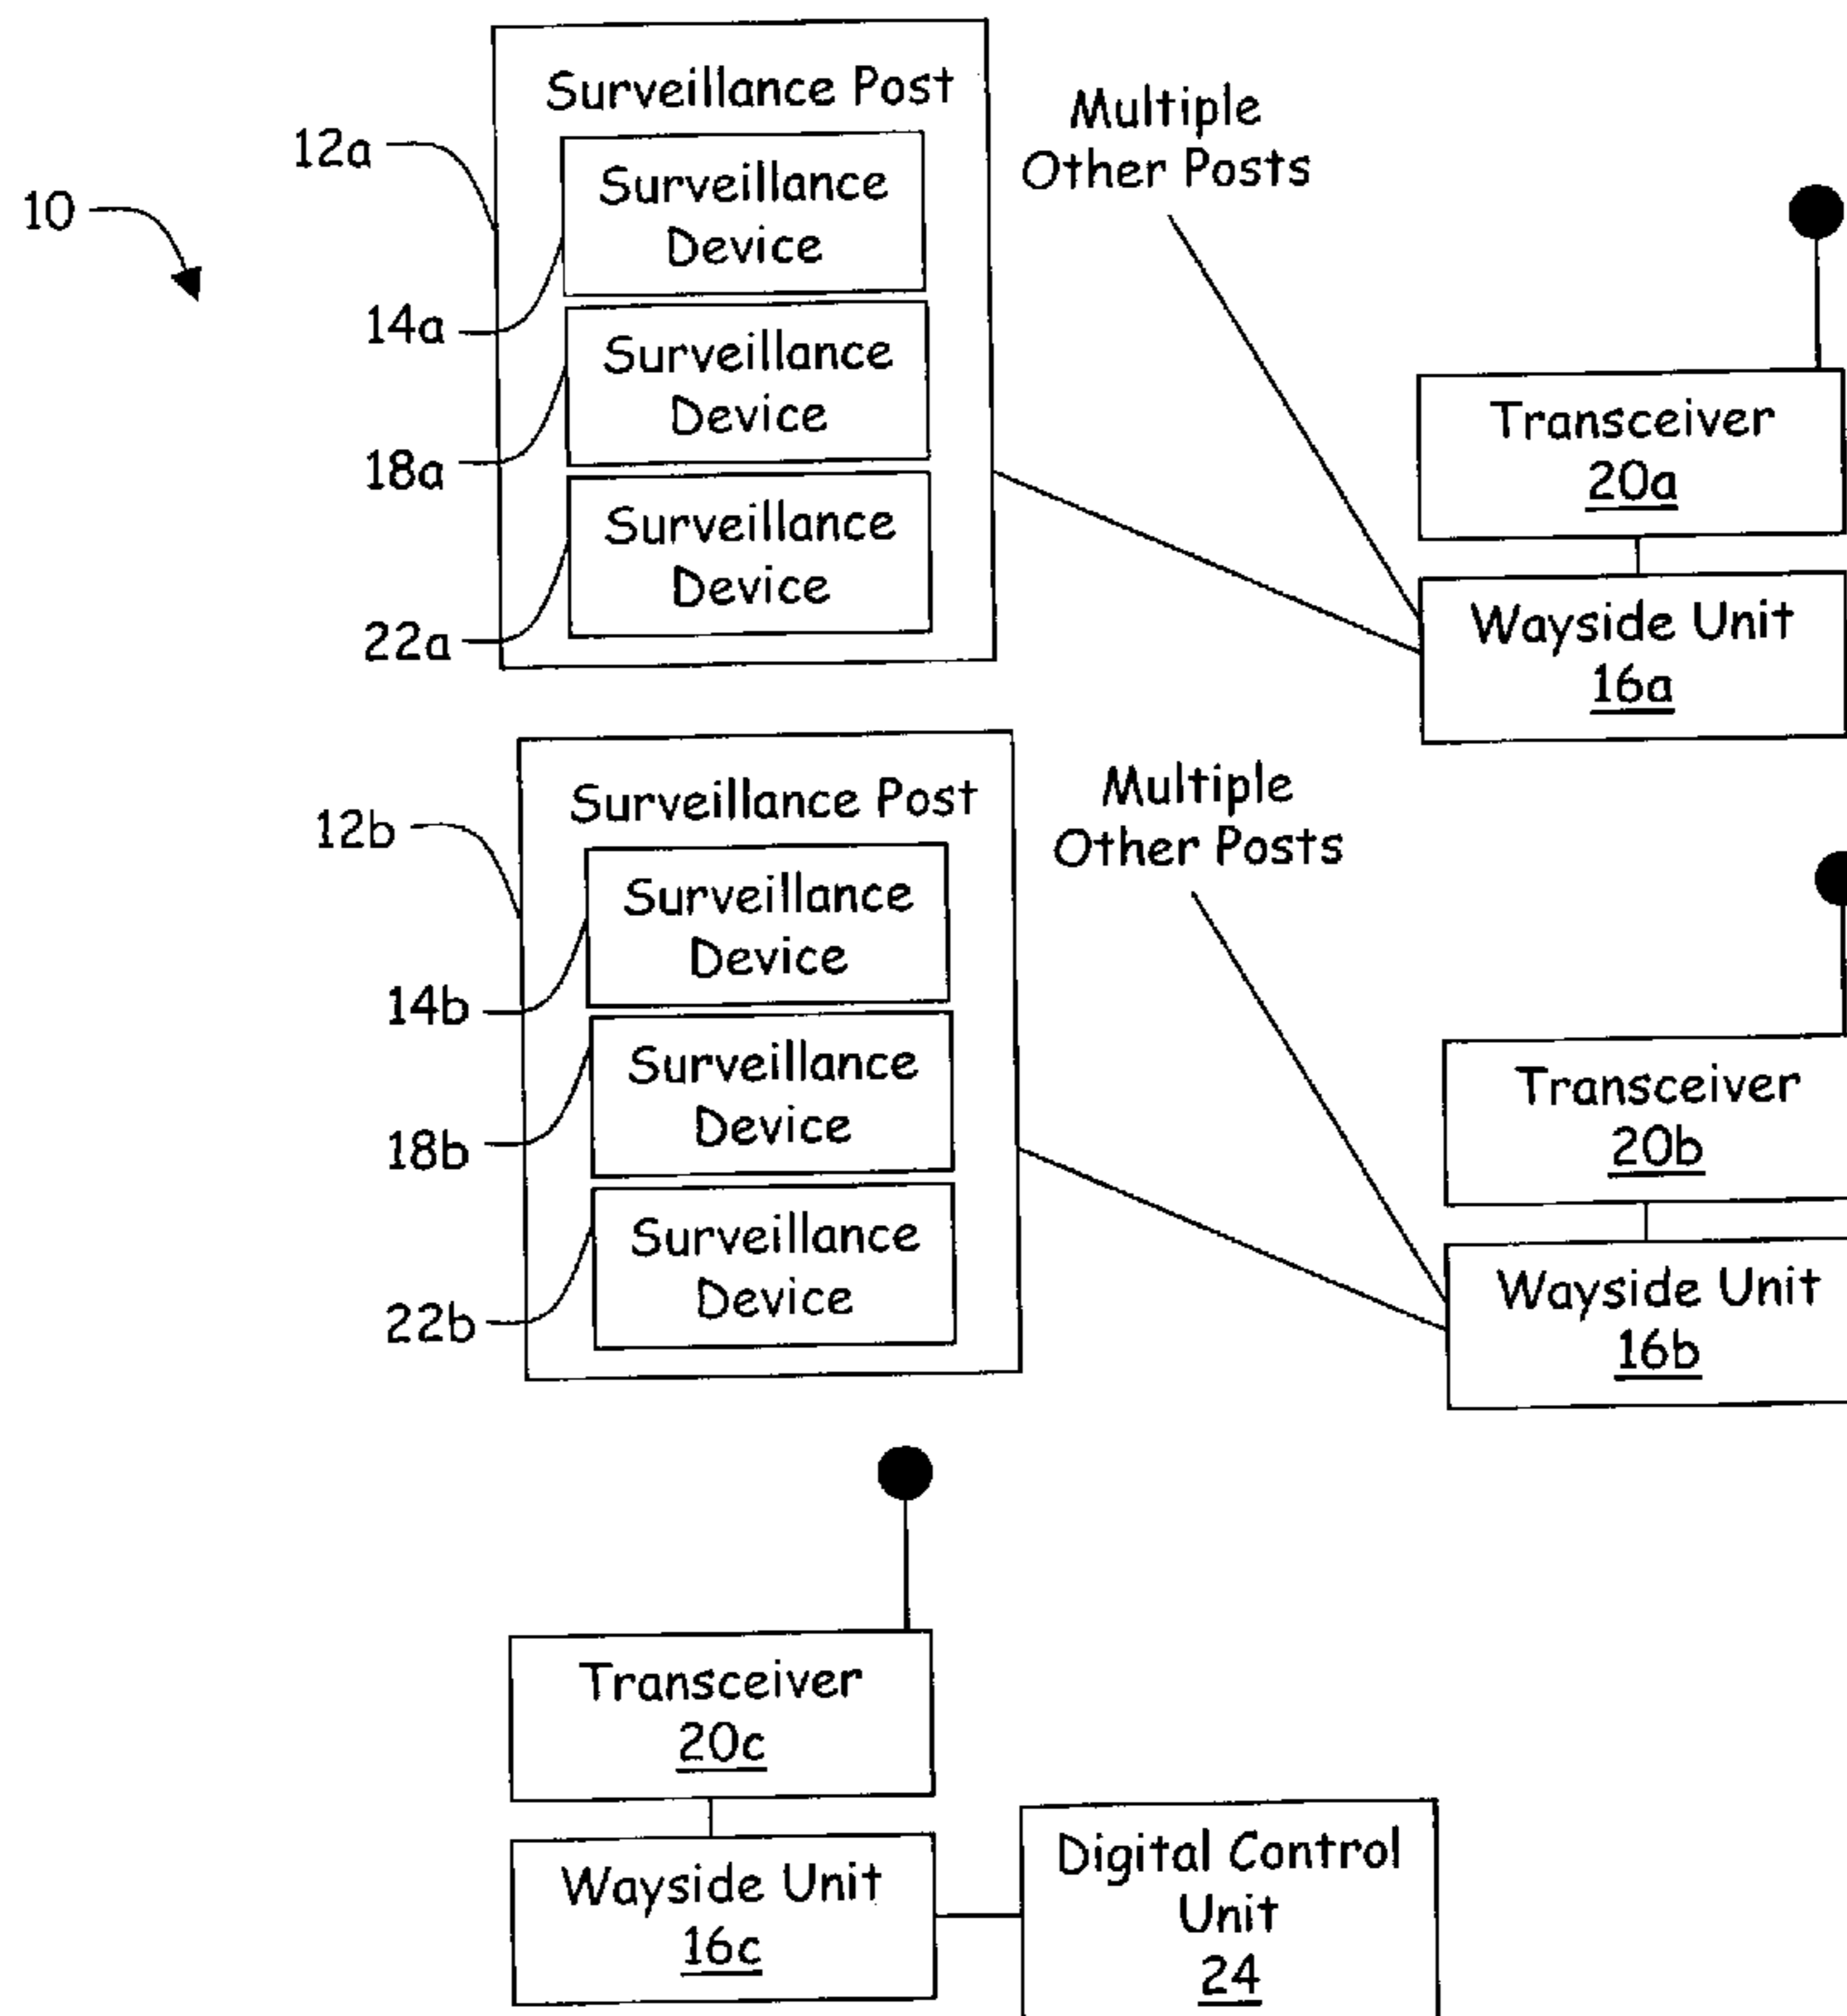 10
12a
Surveillance Post
Surveillance
Device
14a
Surveillance
Device
18a
Surveillance
Device
22a
Multiple
Other Posts
Transceiver
20a
Wayside Unit
16a
12b
Surveillance Post
Surveillance
Device
14b
Surveillance
Device
18b
Surveillance
Device
22b
Multiple
Other Posts
Transceiver
20b
Wayside Unit
16b
Transceiver
20c
Wayside Unit
16c
Digital Control
Unit
24